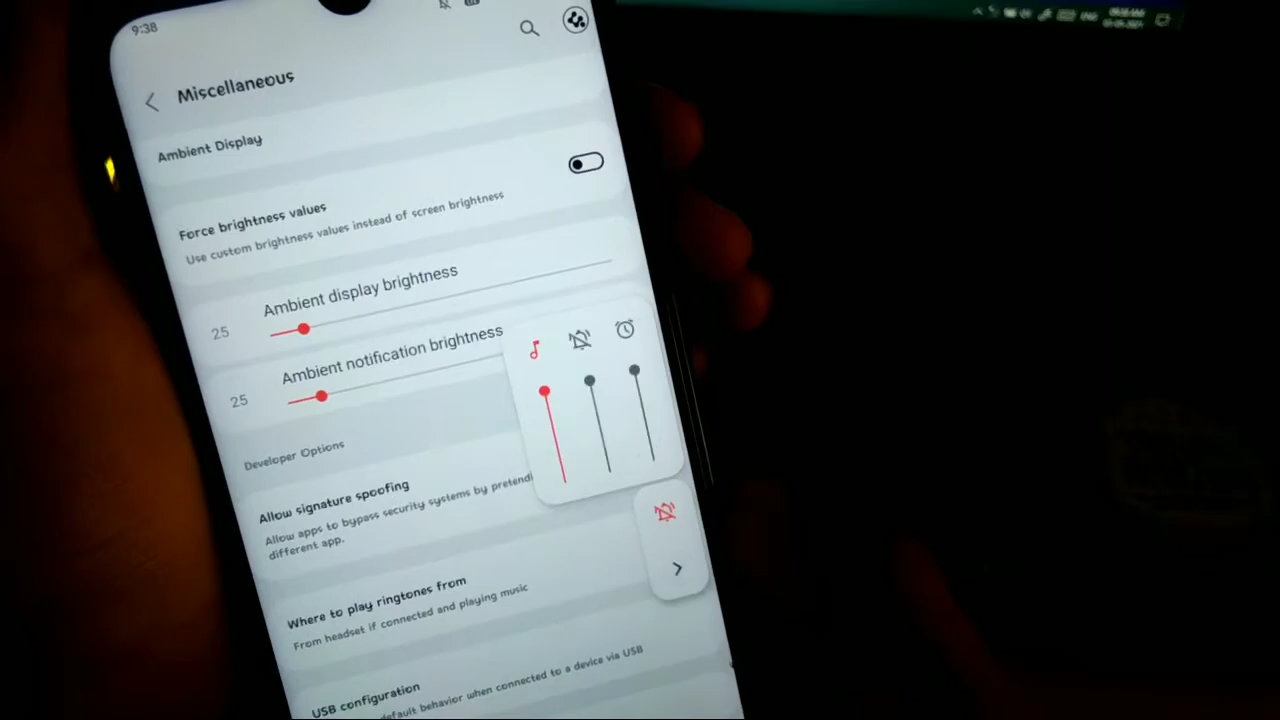 9:38
Miscellaneous
Ambient Display
Force brightness values
Use custom brightness values instead of screen brightness
Ambient display brightness
25
Ambient notification brightness
25
Developer Options
Allow signature spoofing
Allow apps to bypass security systems by pretendi
different app.
Where to play ringtones from
From headset if connected and playing music
USB configuration
default behavior when connected to a device via USB
ENG